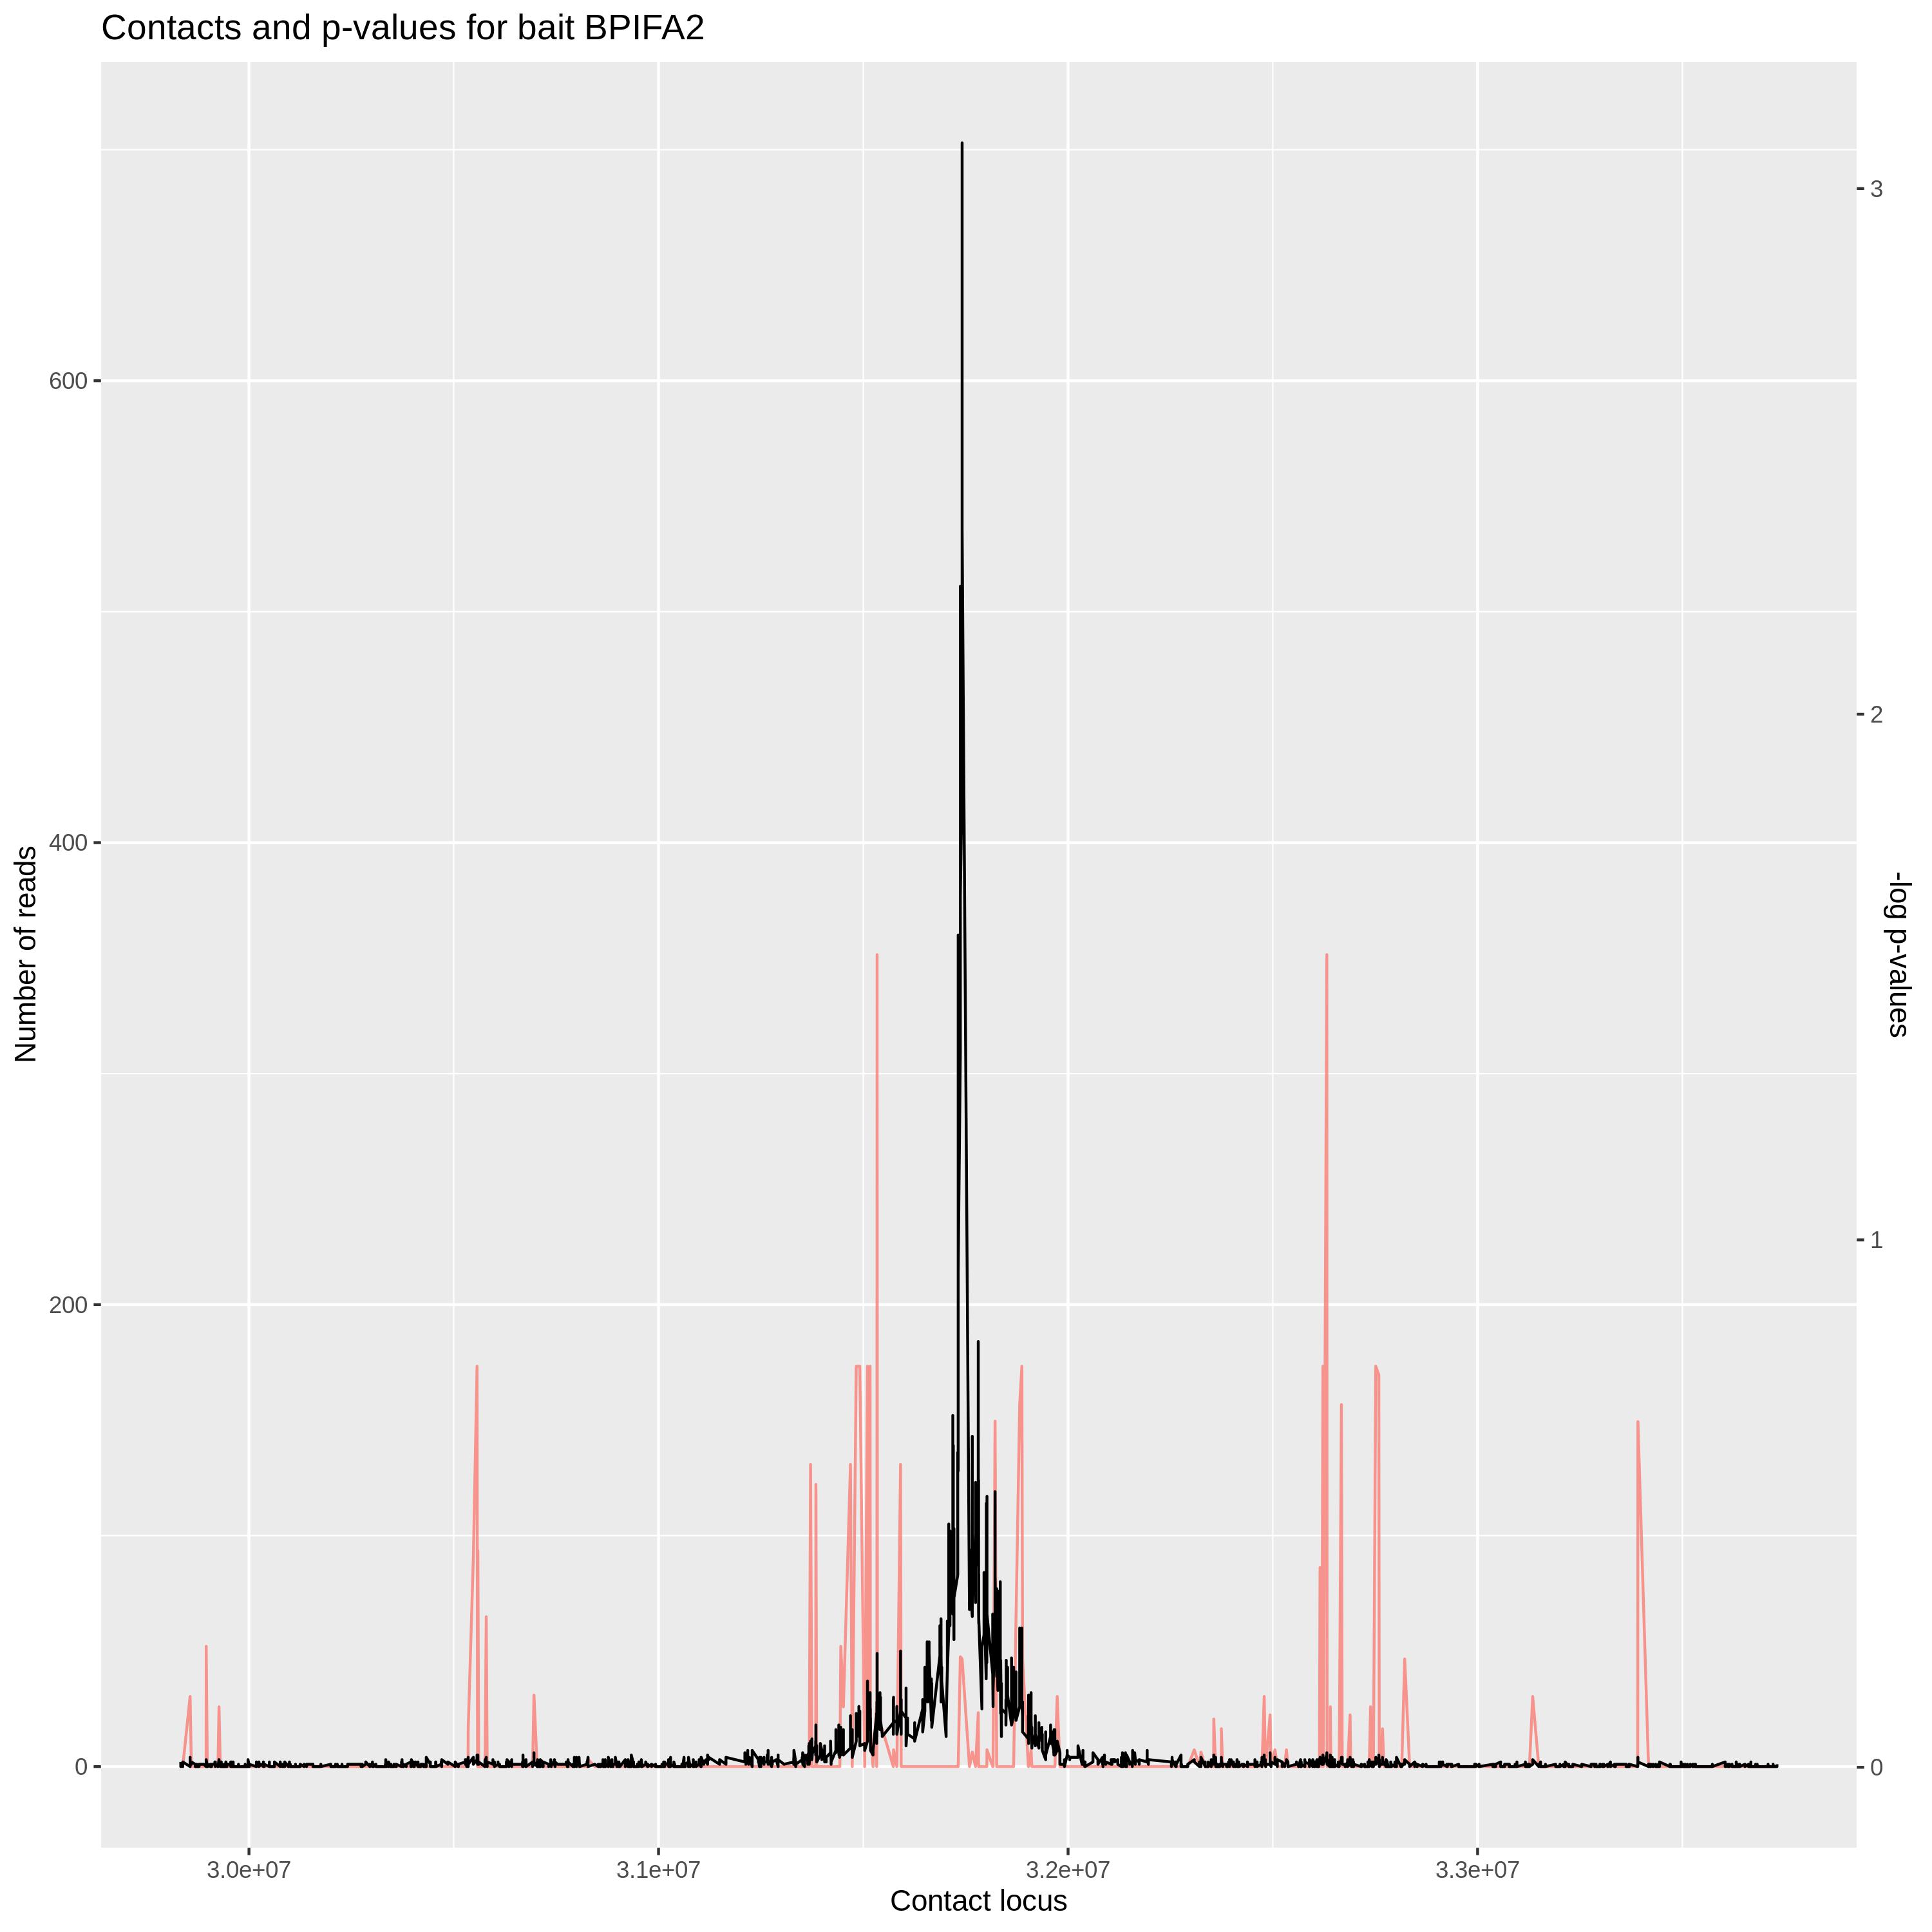 Contacts and p-values for bait BPIFA2
Number of reads
600
400
200
0
3
2
1
0
-log p-values
3.0e+07
3.1e+07
3.2e+07
3.3e+07
Contact locus